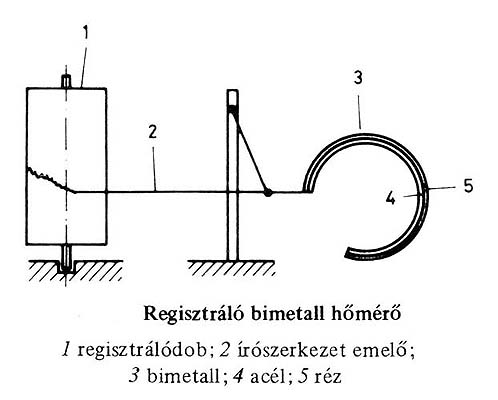 1
2
3
4
5
Regisztráló bimetall hőmérő
1 regisztrálódob; 2 írószerkezet emelő;
3 bimetall; 4 acél; 5 réz